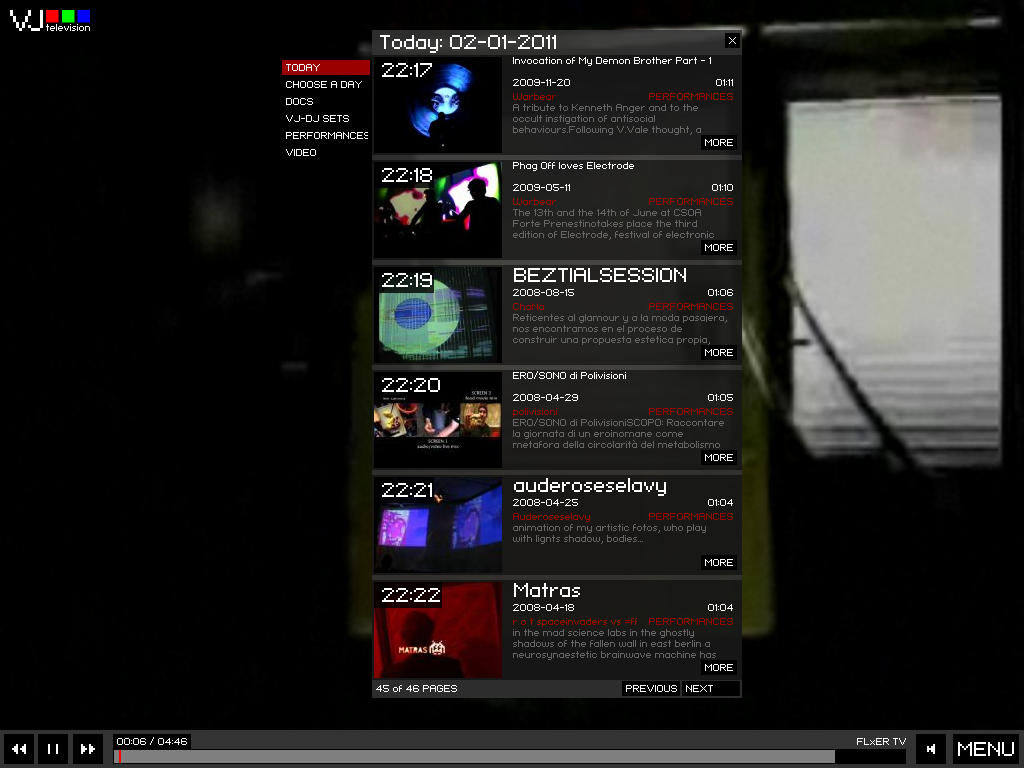 VJ television
Today: 02-01-2011
TODAY
CHOOSE A DAY
DOCS
VJ-DJ SETS
PERFORMANCES
VIDEO
22:17
Invocation of My Demon Brother Part - 1
2009-11-20 01:11
Warbear PERFORMANCES
A tribute to Kenneth Anger and to the
occult instigation of antisocial
behaviours.Following V.Vale thought, a
MORE
22:18
Phag Off loves Electrode
2009-05-11 01:10
Warbear PERFORMANCES
The 13th and the 14th of June at CSOA
Forte Prenestinotakes place the third
edition of Electrode, festival of electronic
MORE
22:19
BEZTIALSESSION
2008-08-15 01:06
PERFORMANCES
Reticentes al glamour y a la moda pasajera,
nos encontramos en el proceso de
construir una propuesta estetica propia,
MORE
22:20
SCREEN 2
SCREEN 1
audio/video live mix
ERO/SONO di Polivisioni
2008-04-29 01:05
polivisioni PERFORMANCES
ERO/SONO di PolivisioniSCOPO: Raccontare
la giornata di un eroinomane come
metafora della circolarità del metabolismo
MORE
22:21
auderoseselavy
2008-04-25 01:04
Auderoseselavy PERFORMANCES
animation of my artistic fotos, who play
with lignts shadow, bodies...
MORE
22:22
MATRAS
Matras
2008-04-18 01:04
r.o.t spaceinvaders vs =// PERFORMANCES
in the mad science labs in the ghostly
shadows of the fallen wall in east berlin a
neurosynaestetic brainwave machine has
MORE
45 of 46 PAGES
PREVIOUS NEXT
00:06 / 04:46
FLxER TV
MENU